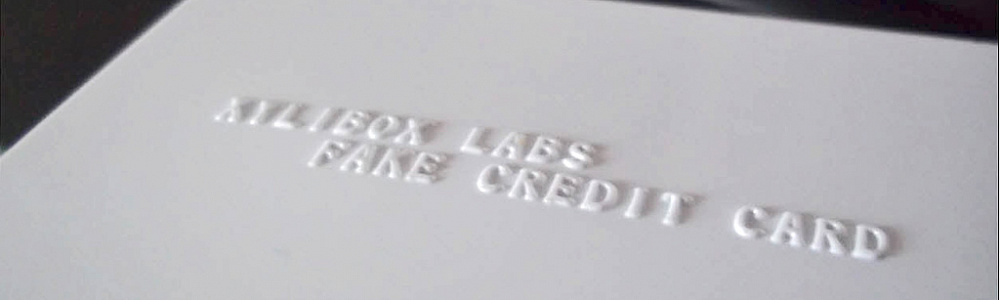 XYLIBOX LABS
FAKE CREDIT CARD